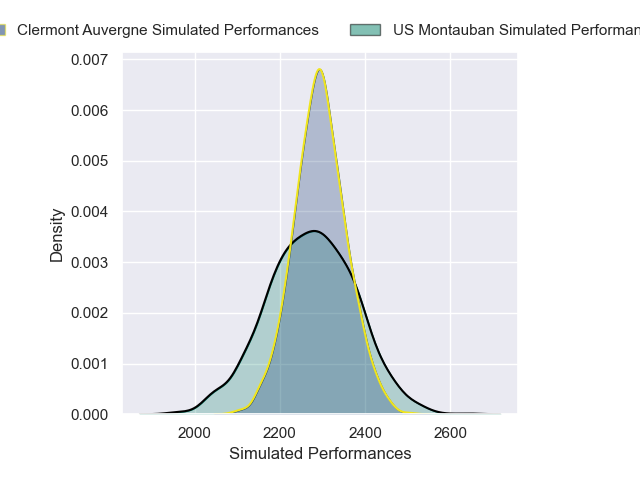 Clermont Auvergne Simulated Performances
US Montauban Simulated
0.007
0.006
0.005
0.004
0.003
0.002
0.001
0.000
Density
2000 2200 2400 2600
Simulated Performances